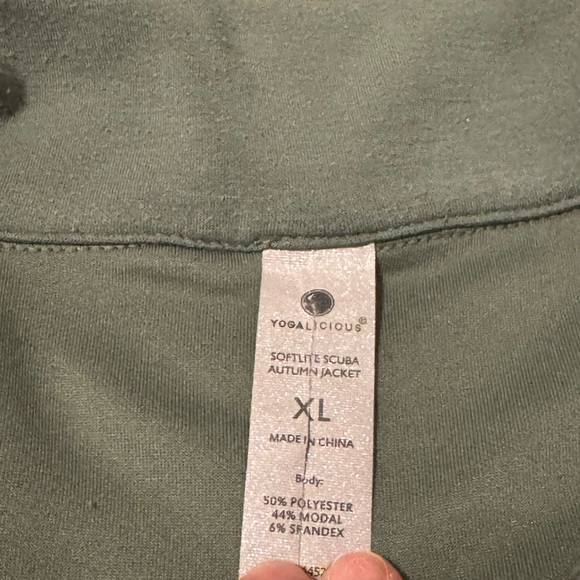 YOGALICIOUS®
SOFTLITE SCUBA
AUTUMN JACKET
XL
MADE IN CHINA
Body:
50% POLYESTER
44% MODAL
6% SPANDEX